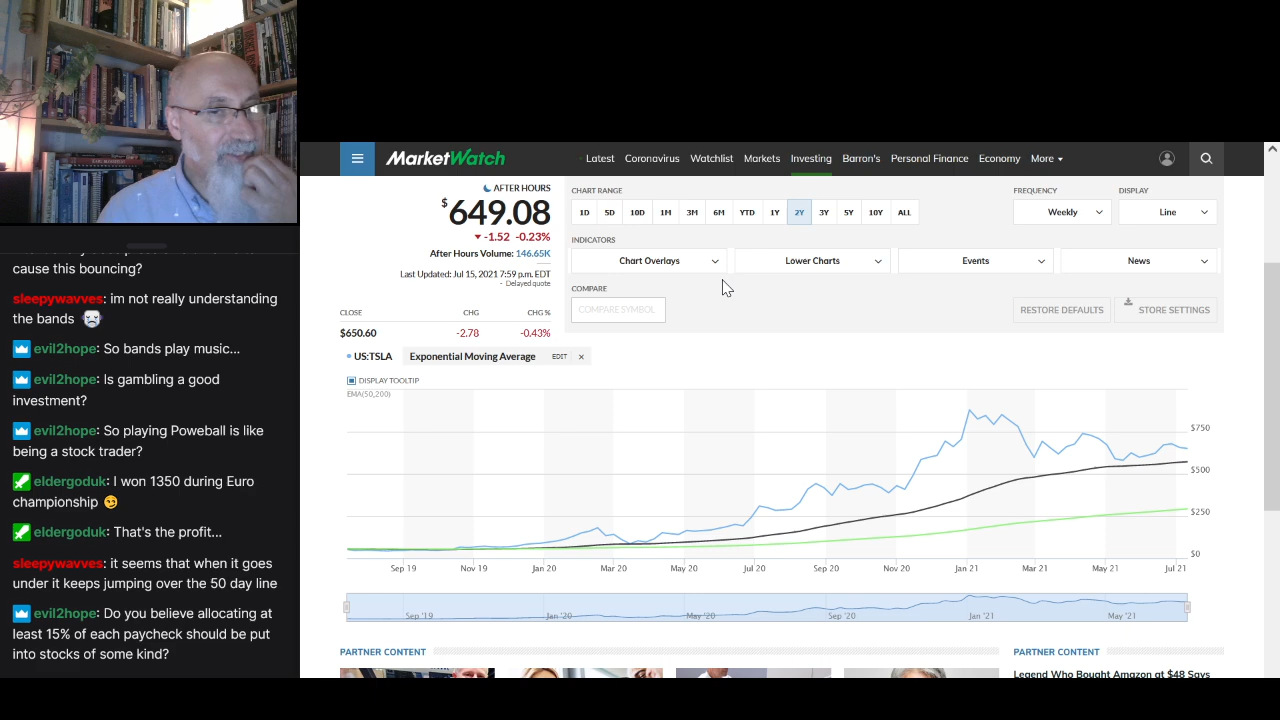 cause this bouncing?
sleepywavves: im not really understanding
the bands
evil2hope: So bands play music...
evil2hope: Is gambling a good
investment?
evil2hope: So playing Poweball is like
being a stock trader?
eldergoduk: I won 1350 during Euro
championship
eldergoduk: That's the profit...
sleepywavves: it seems that when it goes
under it keeps jumping over the 50 day line
evil2hope: Do you believe allocating at
least 15% of each paycheck should be put
into stocks of some kind?
MarketWatch
Latest Coronavirus Watchlist Markets Investing Barron's Personal Finance Economy More
AFTER HOURS
$649.08
-1.52 -0.23%
After Hours Volume: 146.65K
Last Updated: Jul 15, 2021 7:59 p.m. EDT
Delayed quote
CLOSE CHG CHG %
$650.60 -2.78 -0.43%
CHART RANGE FREQUENCY DISPLAY
1D 5D 10D 1M 3M 6M YTD 1Y 2Y 3Y 5Y 10Y ALL Weekly Line
INDICATORS
Chart Overlays Lower Charts Events News
COMPARE
COMPARE SYMBOL RESTORE DEFAULTS STORE SETTINGS
US:TSLA Exponential Moving Average EDIT x
DISPLAY TOOLTIP
EMA(50,200)
$750
$500
$250
$0
Sep 19 Nov 19 Jan 20 Mar 20 May 20 Jul 20 Sep 20 Nov 20 Jan 21 Mar 21 May 21 Jul 21
Sep '19 Jan '20 May '20 Sep '20 Jan '21 May '21
PARTNER CONTENT PARTNER CONTENT
Legend Who Bought Amazon at $48 Says